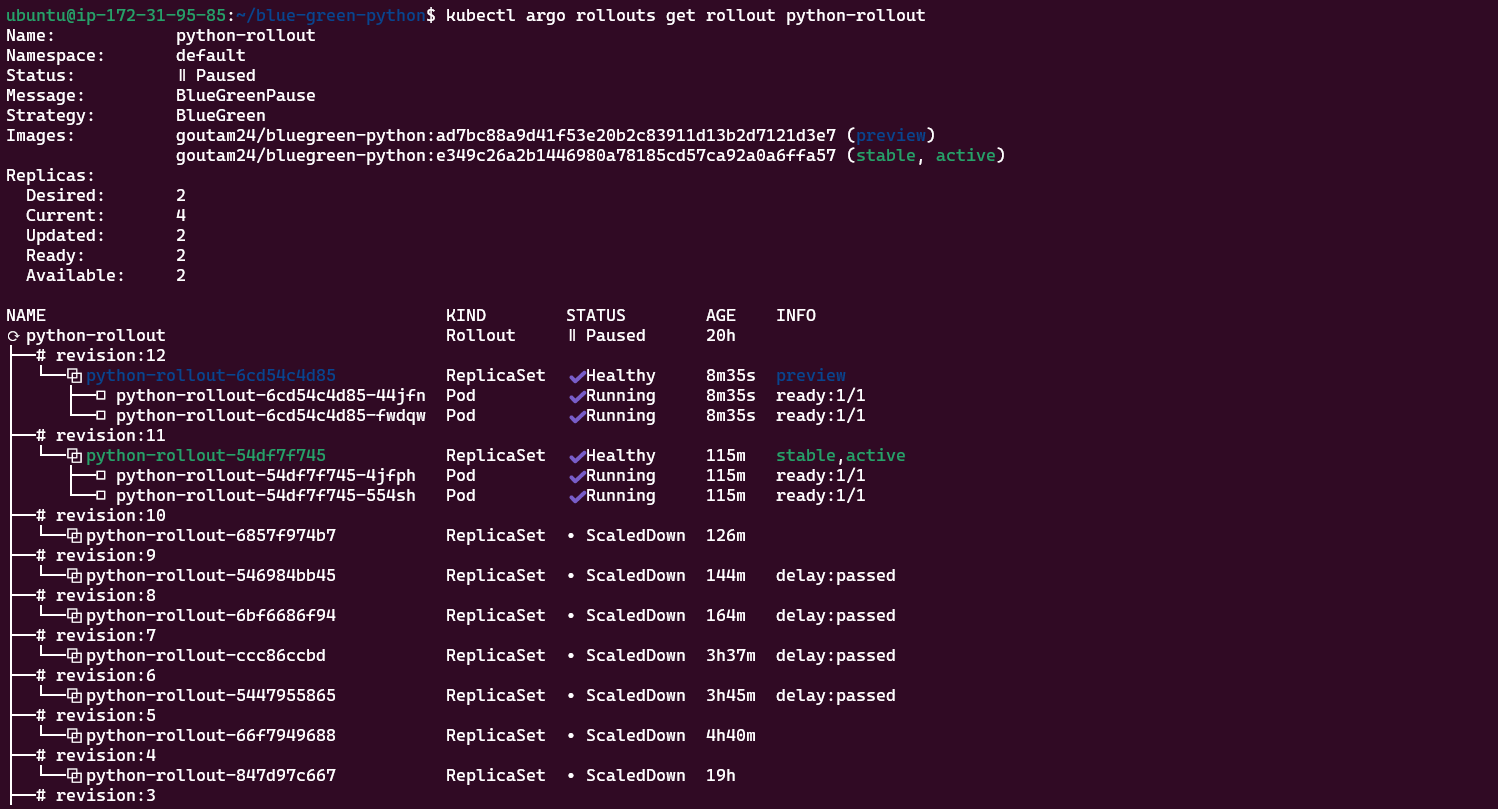 ubuntu@ip-172-31-95-85:~/blue-green-python$ kubectl argo rollouts get rollout python-rollout
Name:            python-rollout
Namespace:       default
Status:          ॥ Paused
Message:         BlueGreenPause
Strategy:        BlueGreen
Images:          goutam24/bluegreen-python:ad7bc88a9d41f53e20b2c83911d13b2d7121d3e7 (preview)
                 goutam24/bluegreen-python:e349c26a2b1446980a78185cd57ca92a0a6ffa57 (stable, active)
Replicas:
  Desired:       2
  Current:       4
  Updated:       2
  Ready:         2
  Available:     2
NAME                                        KIND        STATUS        AGE    INFO
⟳ python-rollout                            Rollout     ॥ Paused      20h
├──# revision:12
│  └──⧉ python-rollout-6cd54c4d85           ReplicaSet  ✔ Healthy     8m35s  preview
│     ├──□ python-rollout-6cd54c4d85-44jfn  Pod         ✔ Running     8m35s  ready:1/1
│     └──□ python-rollout-6cd54c4d85-fwdqw  Pod         ✔ Running     8m35s  ready:1/1
├──# revision:11
│  └──⧉ python-rollout-54df7f745            ReplicaSet  ✔ Healthy     115m   stable,active
│     ├──□ python-rollout-54df7f745-4jfph   Pod         ✔ Running     115m   ready:1/1
│     └──□ python-rollout-54df7f745-554sh   Pod         ✔ Running     115m   ready:1/1
├──# revision:10
│  └──⧉ python-rollout-6857f974b7           ReplicaSet  • ScaledDown  126m
├──# revision:9
│  └──⧉ python-rollout-546984bb45           ReplicaSet  • ScaledDown  144m   delay:passed
├──# revision:8
│  └──⧉ python-rollout-6bf6686f94           ReplicaSet  • ScaledDown  164m   delay:passed
├──# revision:7
│  └──⧉ python-rollout-ccc86ccbd            ReplicaSet  • ScaledDown  3h37m  delay:passed
├──# revision:6
│  └──⧉ python-rollout-5447955865           ReplicaSet  • ScaledDown  3h45m  delay:passed
├──# revision:5
│  └──⧉ python-rollout-66f7949688           ReplicaSet  • ScaledDown  4h40m
├──# revision:4
│  └──⧉ python-rollout-847d97c667           ReplicaSet  • ScaledDown  19h
├──# revision:3